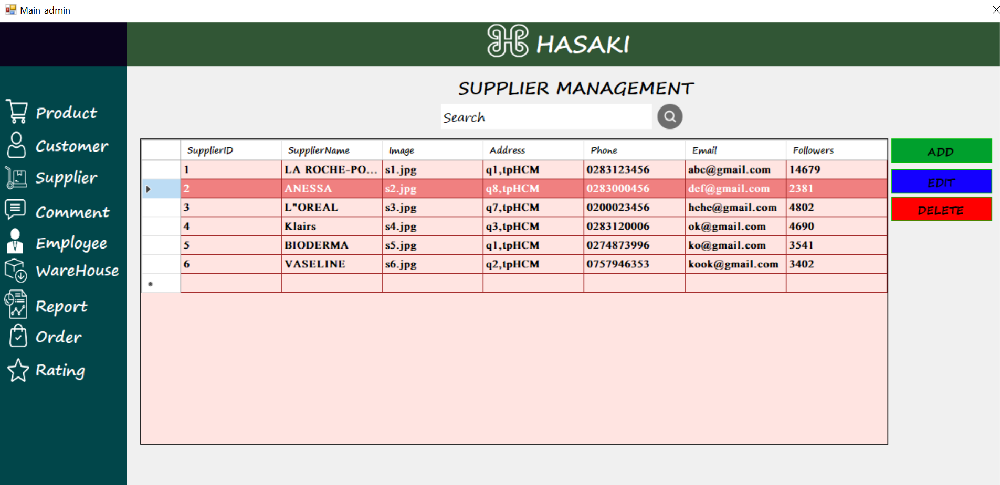 Main_admin
HASAKI
SUPPLIER MANAGEMENT
Search
Product
Customer
Supplier
Comment
Employee
WareHouse
Report
Order
Rating
SupplierID SupplierName Image Address Phone Email Followers
1 LA ROCHE-PO... s1.jpg q1,tpHCM 0283123456 abc@gmail.com 14679
2 ANESSA s2.jpg q8,tpHCM 0283000456 dcf@gmail.com 2381
3 L"OREAL s3.jpg q7,tpHCM 0200023456 hchc@gmail.com 4802
4 Klairs s4.jpg q3,tpHCM 0283120006 ok@gmail.com 4690
5 BIODERMA s5.jpg q1,tpHCM 0274873996 ko@gmail.com 3541
6 VASELINE s6.jpg q2,tpHCM 0757946353 kook@gmail.com 3402
ADD
EDIT
DELETE